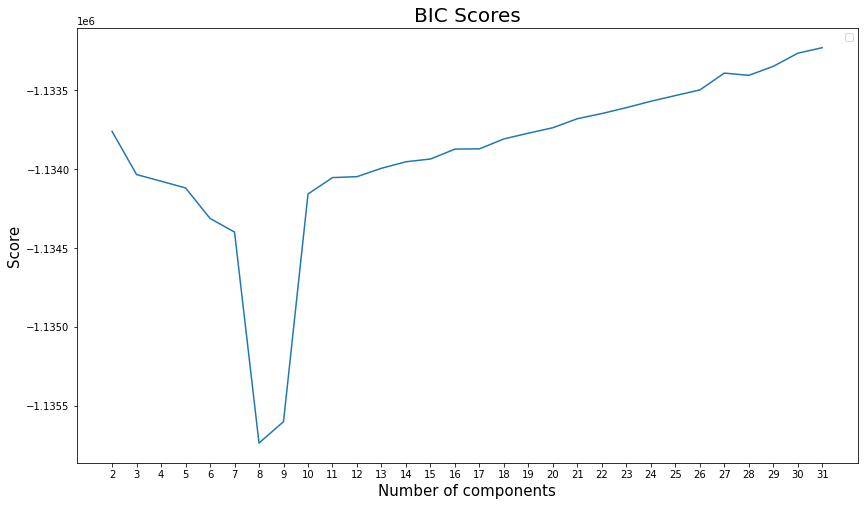 BIC Scores
1e6
−1.1335
−1.1340
−1.1345
−1.1350
−1.1355
Score
2 3 4 5 6 7 8 9 10 11 12 13 14 15 16 17 18 19 20 21 22 23 24 25 26 27 28 29 30 31
Number of components